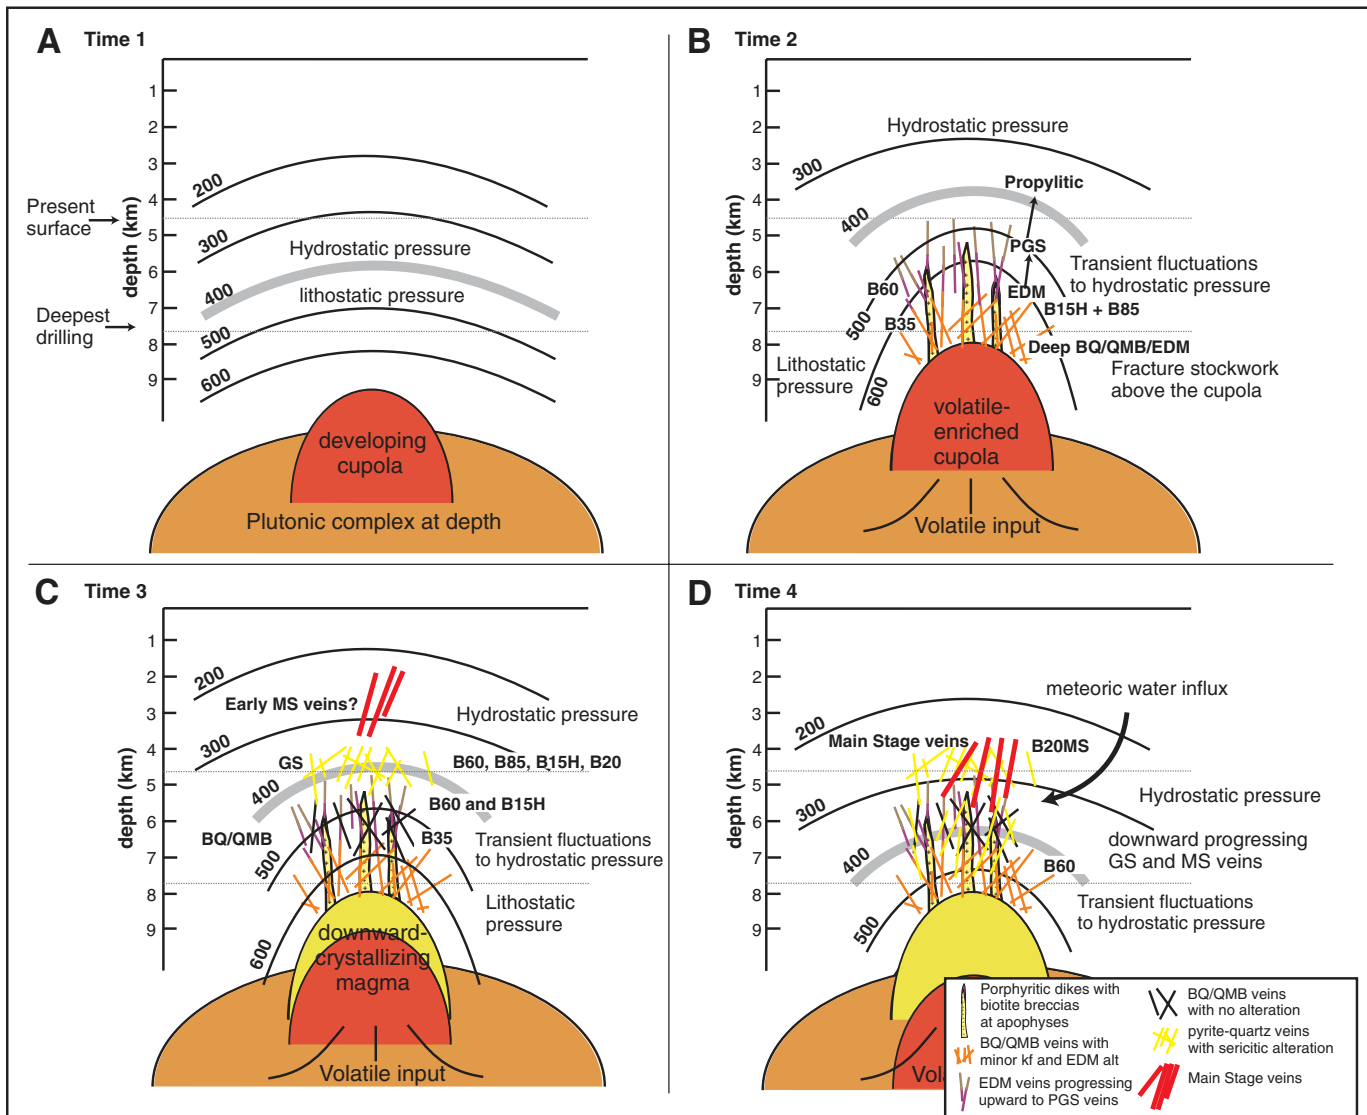 A Time 1
1
2
3
4
5
6
7
8
9
depth (km)
Present
surface
Deepest
drilling
200
300
Hydrostatic pressure
400
lithostatic pressure
500
600
developing
cupola
Plutonic complex at depth
B Time 2
1
2
3
4
5
6
7
8
9
depth (km)
Hydrostatic pressure
300
Propylitic
400
PGS
Transient fluctuations
to hydrostatic pressure
B60
EDM
B15H + B85
500
B35
Deep BQ/QMB/EDM
Lithostatic
pressure
600
Fracture stockwork
above the cupola
volatile-
enriched
cupola
Volatile input
C Time 3
1
2
3
4
5
6
7
8
9
depth (km)
200
Early MS veins?
Hydrostatic pressure
300
GS
B60, B85, B15H, B20
400
B60 and B15H
BQ/QMB
B35
Transient fluctuations
to hydrostatic pressure
500
Lithostatic
pressure
600
downward-
crystallizing
magma
Volatile input
D Time 4
1
2
3
4
5
6
7
8
9
depth (km)
meteoric water influx
200
Main Stage veins
B20MS
300
Hydrostatic pressure
downward progressing
GS and MS veins
400
B60
Transient fluctuations
to hydrostatic pressure
500
Vol
Porphyritic dikes with
biotite breccias
at apophyses
BQ/QMB veins with
minor kf and EDM alt
EDM veins progressing
upward to PGS veins
BQ/QMB veins
with no alteration
pyrite-quartz veins
with sericitic alteration
Main Stage veins